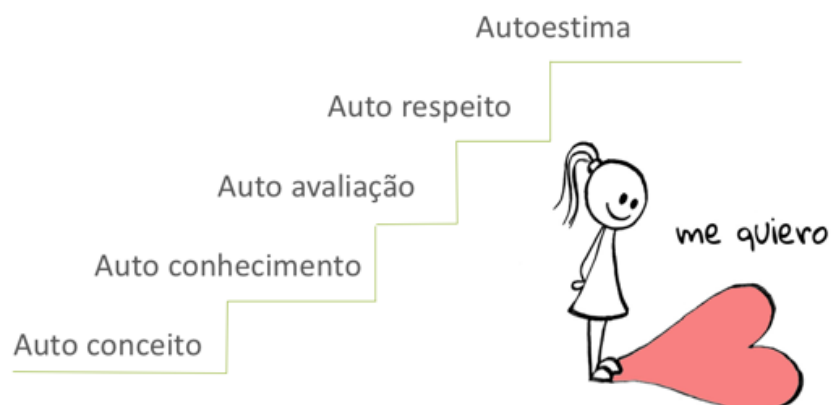 Autoestima
Auto respeito
Auto avaliação
me quiero
Auto conhecimento
Auto conceito